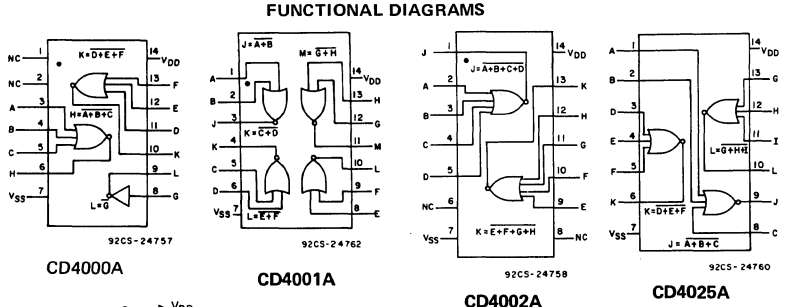 FUNCTIONAL DIAGRAMS
NC 1
NC 2
A 3
B 4
C 5
H 6
VSS 7
K=D+E+F
H=A+B+C
L=G
14 VDD
13 F
12 E
11 D
10 K
9 L
8 G
92CS-24757
CD4000A
J=A+B
M=G+H
A 1
B 2
J 3
K 4
C 5
D 6
VSS 7
K=C+D
L=E+F
14 VDD
13 H
12 G
11 M
10 L
9 F
8 E
92CS-24762
CD4001A
J 1
A 2
B 3
C 4
D 5
NC 6
VSS 7
J=A+B+C+D
K=E+F+G+H
14 VDD
13 K
12 H
11 G
10 F
9 E
8 NC
92CS-24758
CD4002A
A 1
B 2
D 3
E 4
F 5
K 6
VSS 7
L=G+H+I
K=D+E+F
J=A+B+C
14 VDD
13 G
12 H
11 I
10 L
9 J
8 C
92CS-24760
CD4025A
VDD